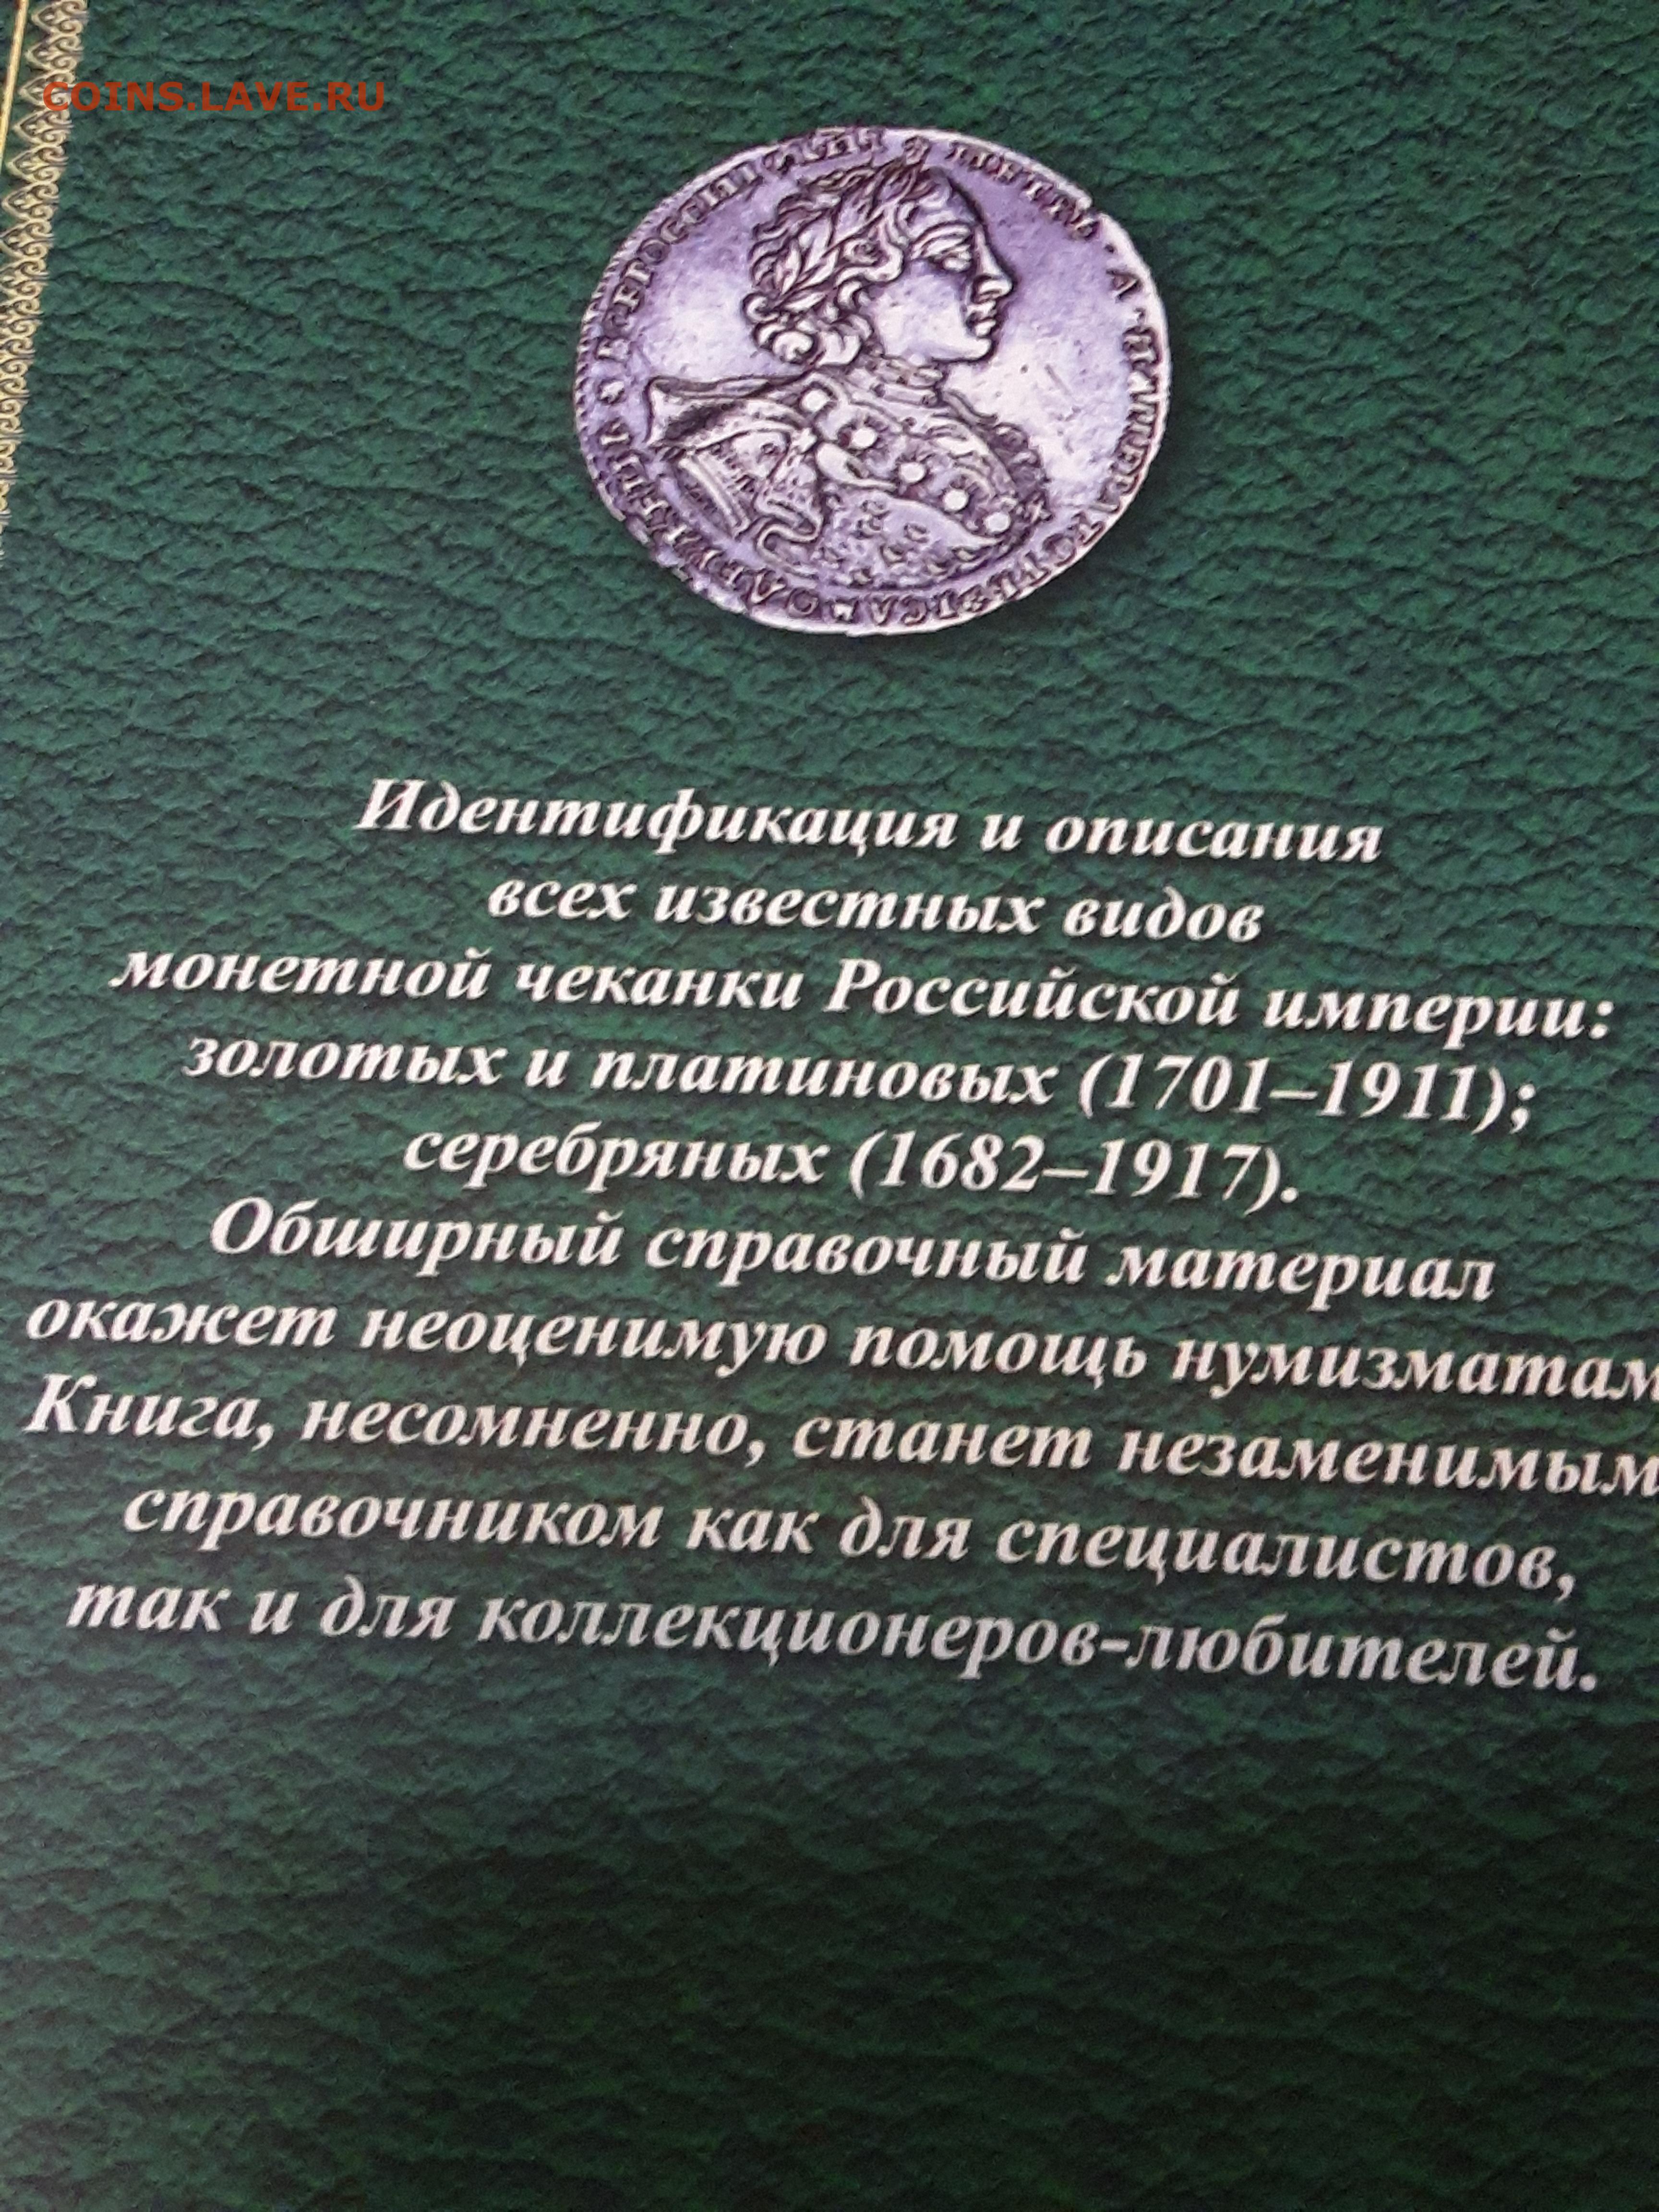 COINS.LAVE.RU
Идентификация и описания
всех известных видов
монетной чеканки Российской империи:
золотых и платиновых (1701–1911);
серебряных (1682–1917).
Обширный справочный материал
окажет неоценимую помощь нумизматам
Книга, несомненно, станет незаменимым
справочником как для специалистов,
так и для коллекционеров-любителей.